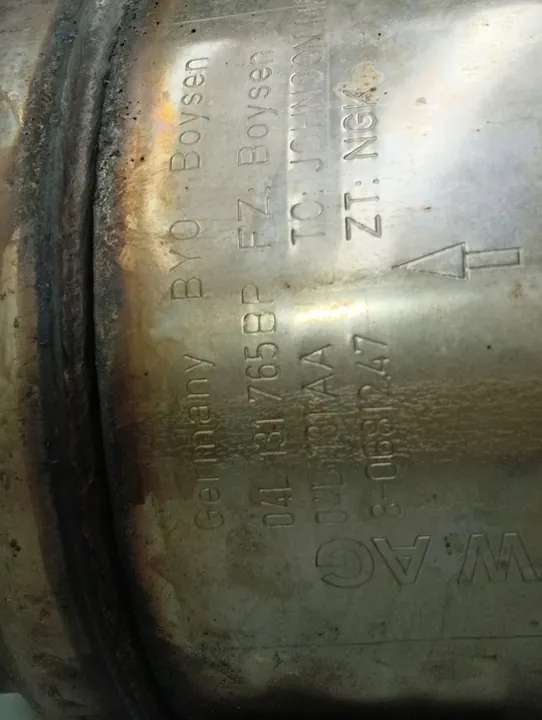 Germany BYO Boysen
04L 131 765 BP FZ: Boysen
04L 131 AA TC: JOHNSON
8-0681247 ZT: NGK
VW AG